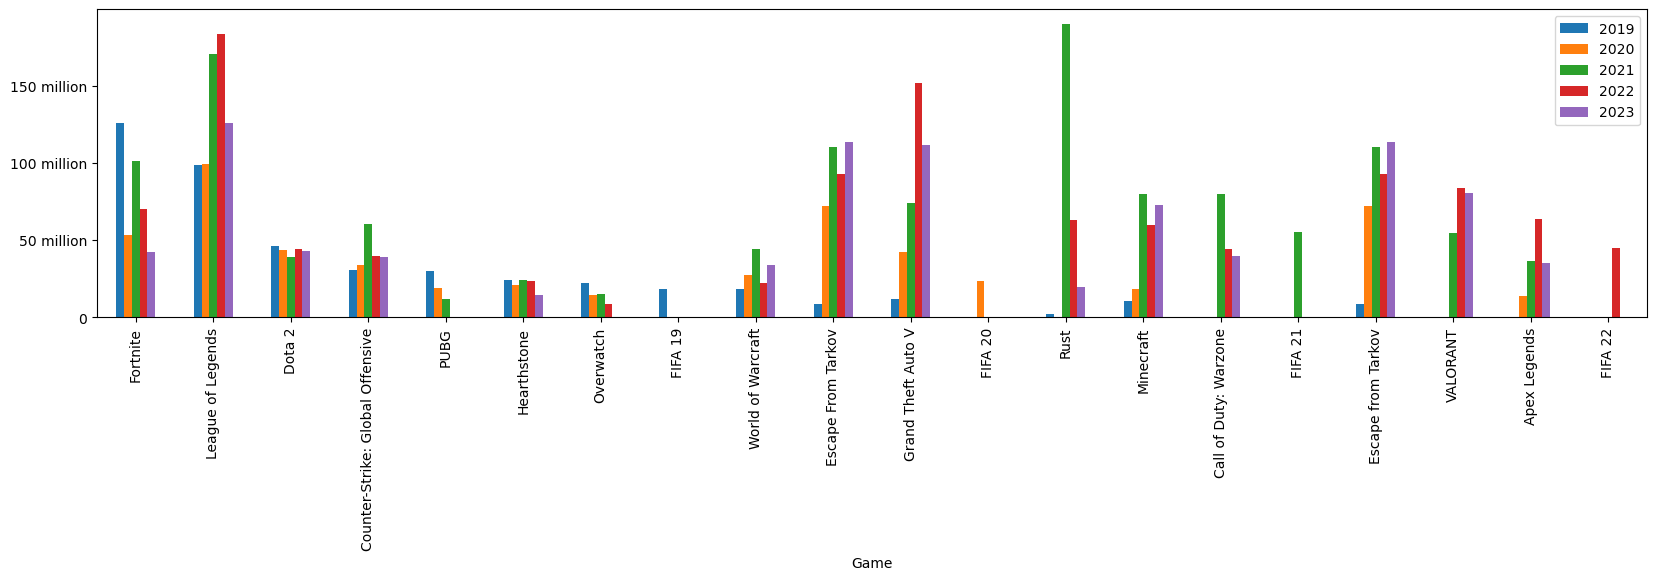 2019
2020
2021
2022
2023
150 million
100 million
50 million
0
Fortnite
League of Legends
Dota 2
Counter-Strike: Global Offensive
PUBG
Hearthstone
Overwatch
FIFA 19
World of Warcraft
Escape From Tarkov
Grand Theft Auto V
FIFA 20
Rust
Minecraft
Call of Duty: Warzone
FIFA 21
Escape from Tarkov
VALORANT
Apex Legends
FIFA 22
Game